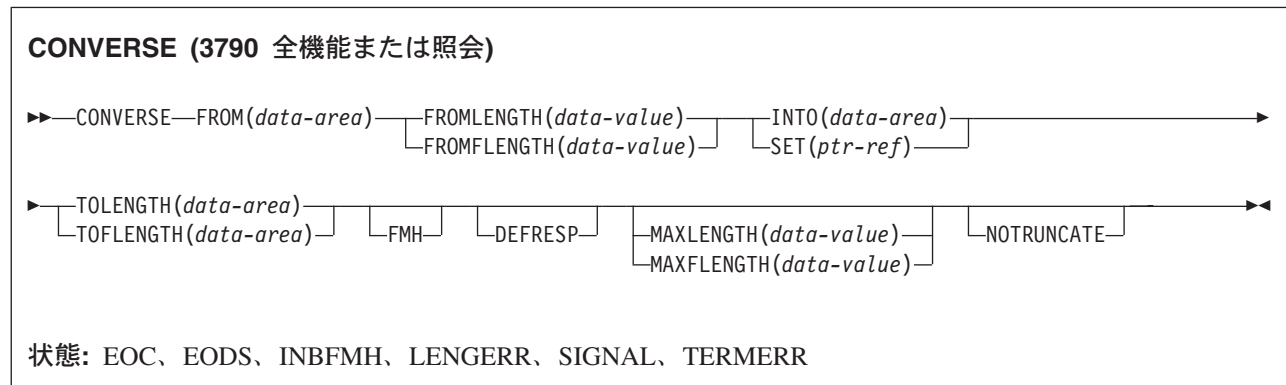 CONVERSE (3790 全機能または照会)
CONVERSE FROM(data-area) FROMLENGTH(data-value) INTO(data-area)
FROMFLENGTH(data-value) SET(ptr-ref)
TOLENGTH(data-area)
TOFLENGTH(data-area) FMH DEFRESP MAXLENGTH(data-value) NOTRUNCATE
MAXFLENGTH(data-value)
状態: EOC、EODS、INBFMH、LENGERR、SIGNAL、TERMERR